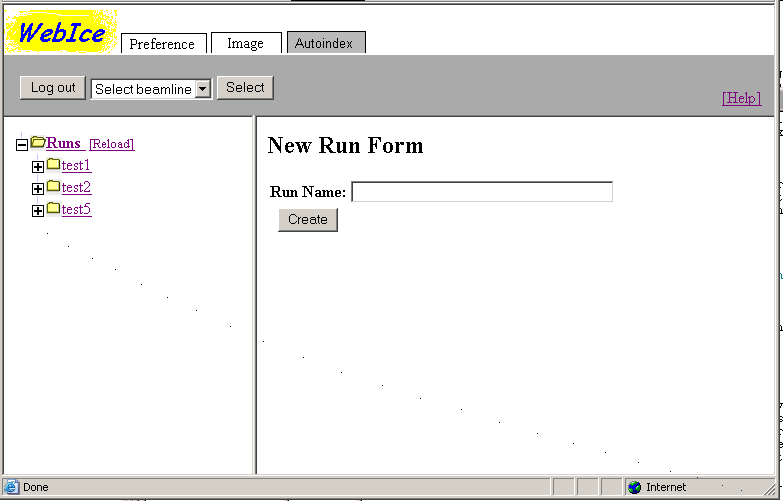 WebIce
Preference Image Autoindex
Log out Select beamline Select
[Help]
Runs [Reload]
test1
test2
test5
New Run Form
Run Name:
Create
Done Internet